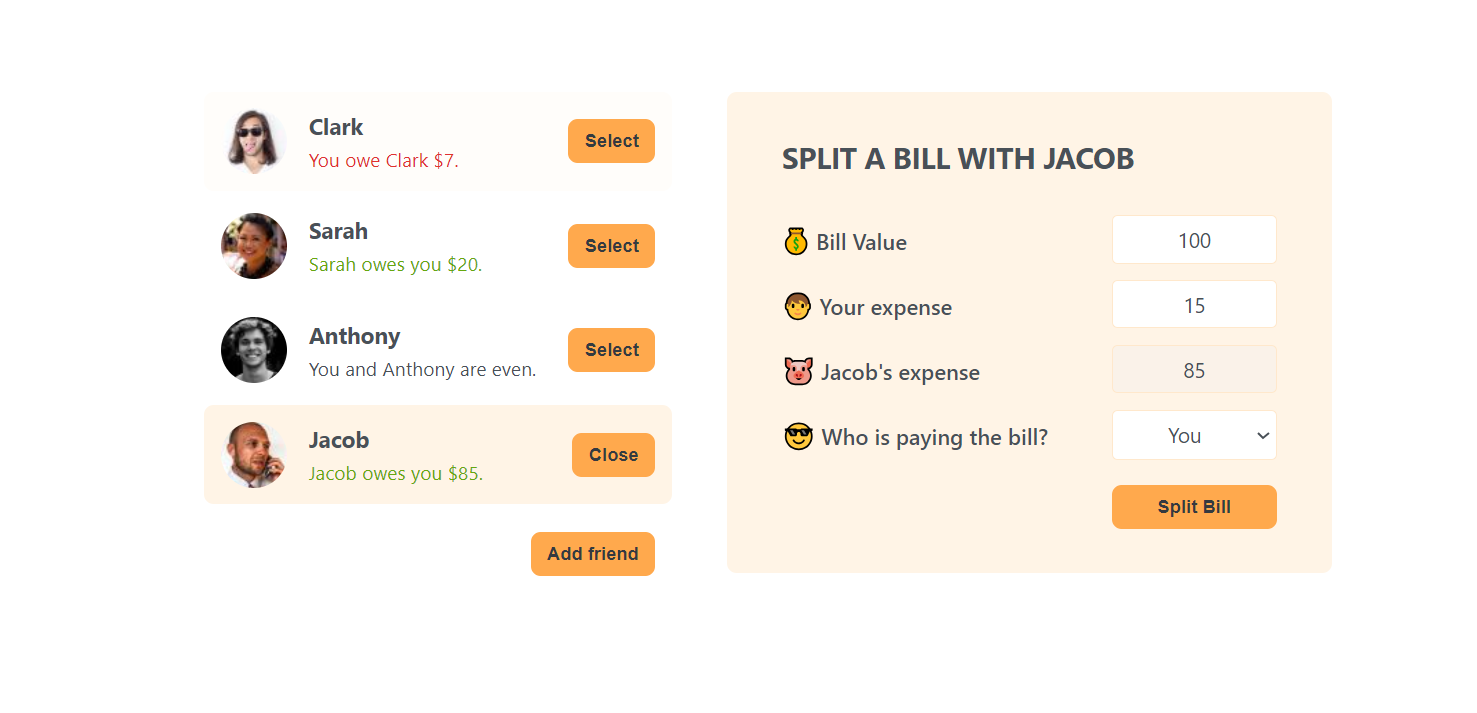 Clark
You owe Clark $7.
Select
Sarah
Sarah owes you $20.
Select
Anthony
You and Anthony are even.
Select
Jacob
Jacob owes you $85.
Close
Add friend
SPLIT A BILL WITH JACOB
💰 Bill Value
100
🧑 Your expense
15
🐷 Jacob's expense
85
😎 Who is paying the bill?
You
Split Bill